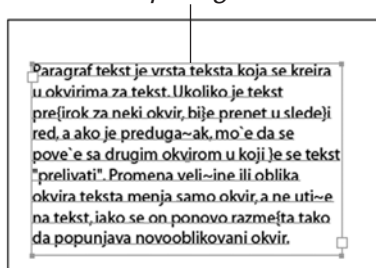 Paragraf tekst je vrsta teksta koja se kreira
u okvirima za tekst. Ukoliko je tekst
pre{irok za neki okvir, bi}e prenet u slede}i
red, a ako je preduga~ak, mo`e da se
pove`e sa drugim okvirom u koji }e se tekst
"prelivati". Promena veli~ine ili oblika
okvira teksta menja samo okvir, a ne uti~e
na tekst, iako se on ponovo razme{ta tako
da popunjava novooblikovani okvir.